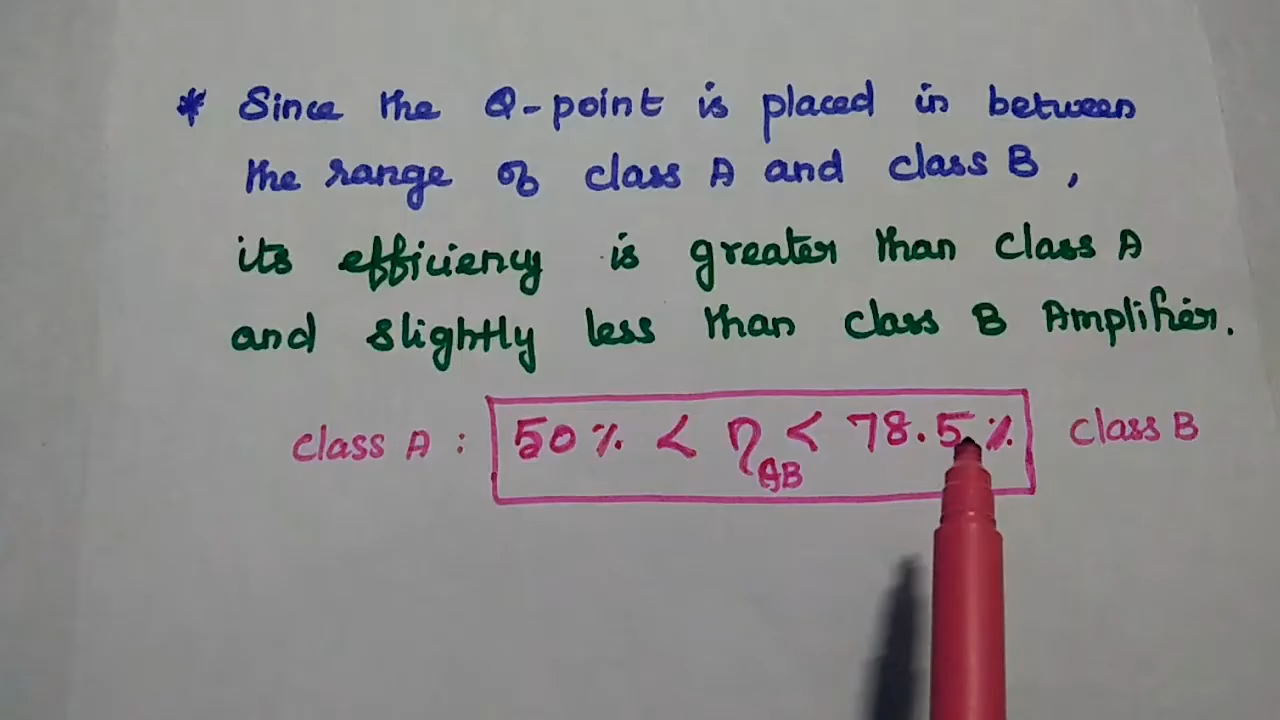 * Since the Q-point is placed in between
the range of class A and class B ,
its efficiency is greater than class A
and slightly less than class B Amplifier.
class A : 50% < η_AB < 78.5% class B